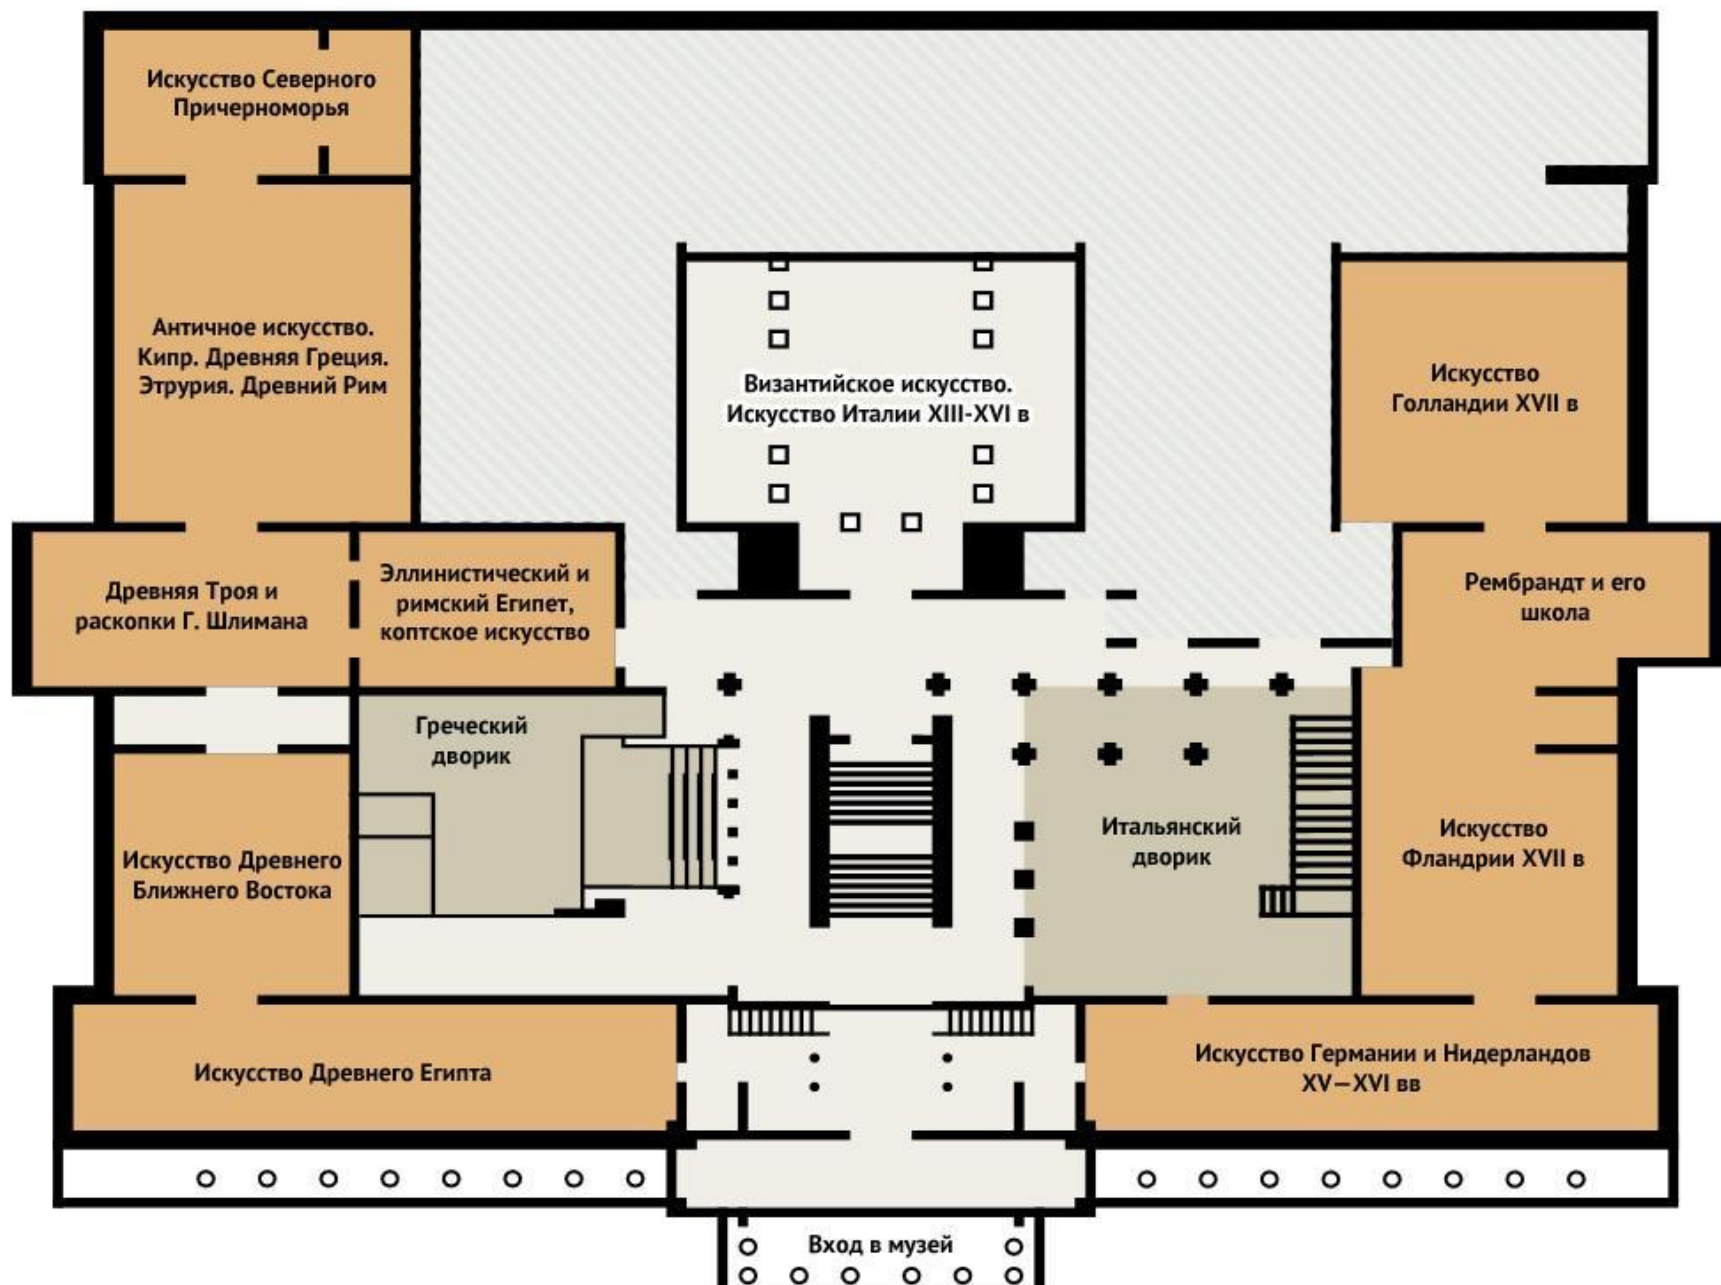 Искусство Северного
Причерноморья
Античное искусство.
Кипр. Древняя Греция.
Этрурия. Древний Рим
Византийское искусство.
Искусство Италии XIII-XVI в
Искусство
Голландии XVII в
Древняя Троя и
раскопки Г. Шлимана
Эллинистический и
римский Египет,
коптское искусство
Рембрандт и его
школа
Греческий
дворик
Итальянский
дворик
Искусство Древнего
Ближнего Востока
Искусство
Фландрии XVII в
Искусство Древнего Египта
Искусство Германии и Нидерландов
XV—XVI вв
Вход в музей